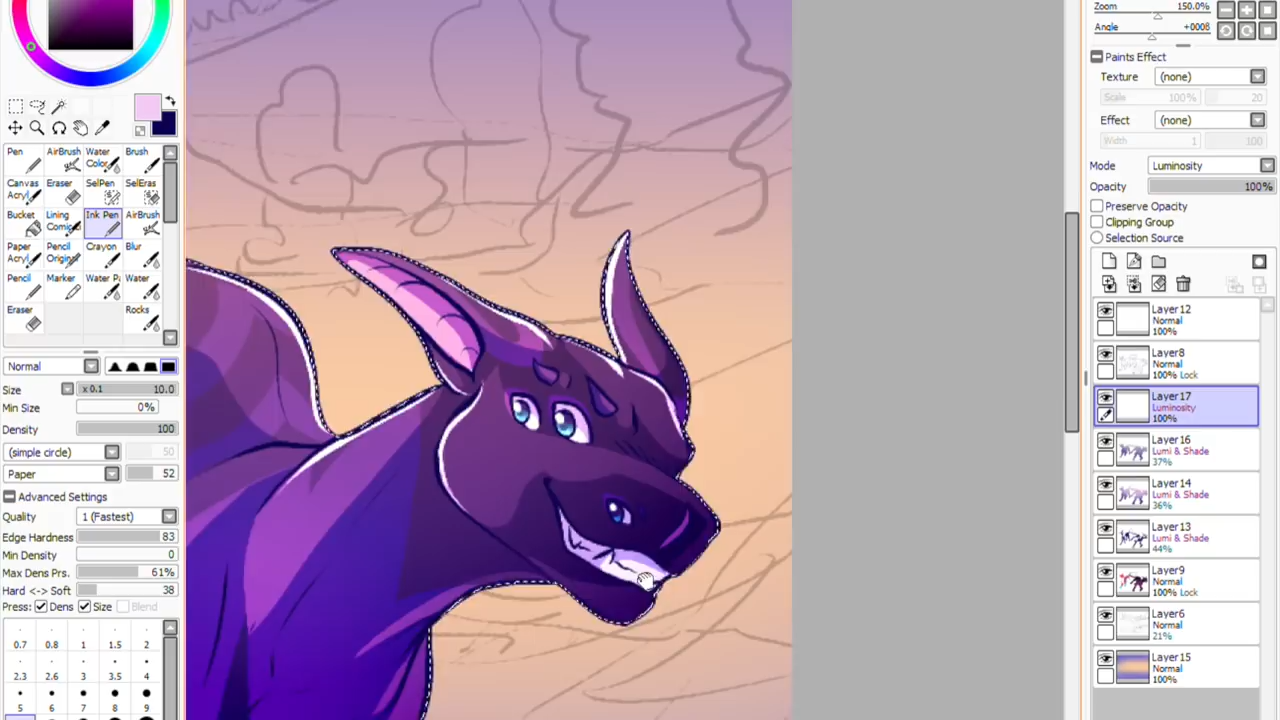 Pen AirBrush Water Color Brush
Canvas Acryl Eraser SelPen SelEras
Bucket Lining Comic Ink Pen AirBrush
Paper Acryl Pencil Origin Crayon Blur
Pencil Marker Water Pa Water
Eraser Rocks
Normal
Size x 0.1 10.0
Min Size 0%
Density 100
(simple circle) 50
Paper 52
Advanced Settings
Quality 1 (Fastest)
Edge Hardness 83
Min Density 0
Max Dens Prs. 61%
Hard <-> Soft 38
Press: Dens Size Blend
0.7 0.8 1 1.5 2
2.3 2.6 3 3.5 4
5 6 7 8 9
Zoom 150.0%
Angle +0008
Paints Effect
Texture (none)
Scale 100% 20
Effect (none)
Width 1 100
Mode Luminosity
Opacity 100%
Preserve Opacity
Clipping Group
Selection Source
Layer12
Normal
100%
Layer8
Normal
100% Lock
Layer17
Luminosity
100%
Layer16
Lumi & Shade
37%
Layer14
Lumi & Shade
36%
Layer13
Lumi & Shade
44%
Layer9
Normal
100% Lock
Layer6
Normal
21%
Layer15
Normal
100%